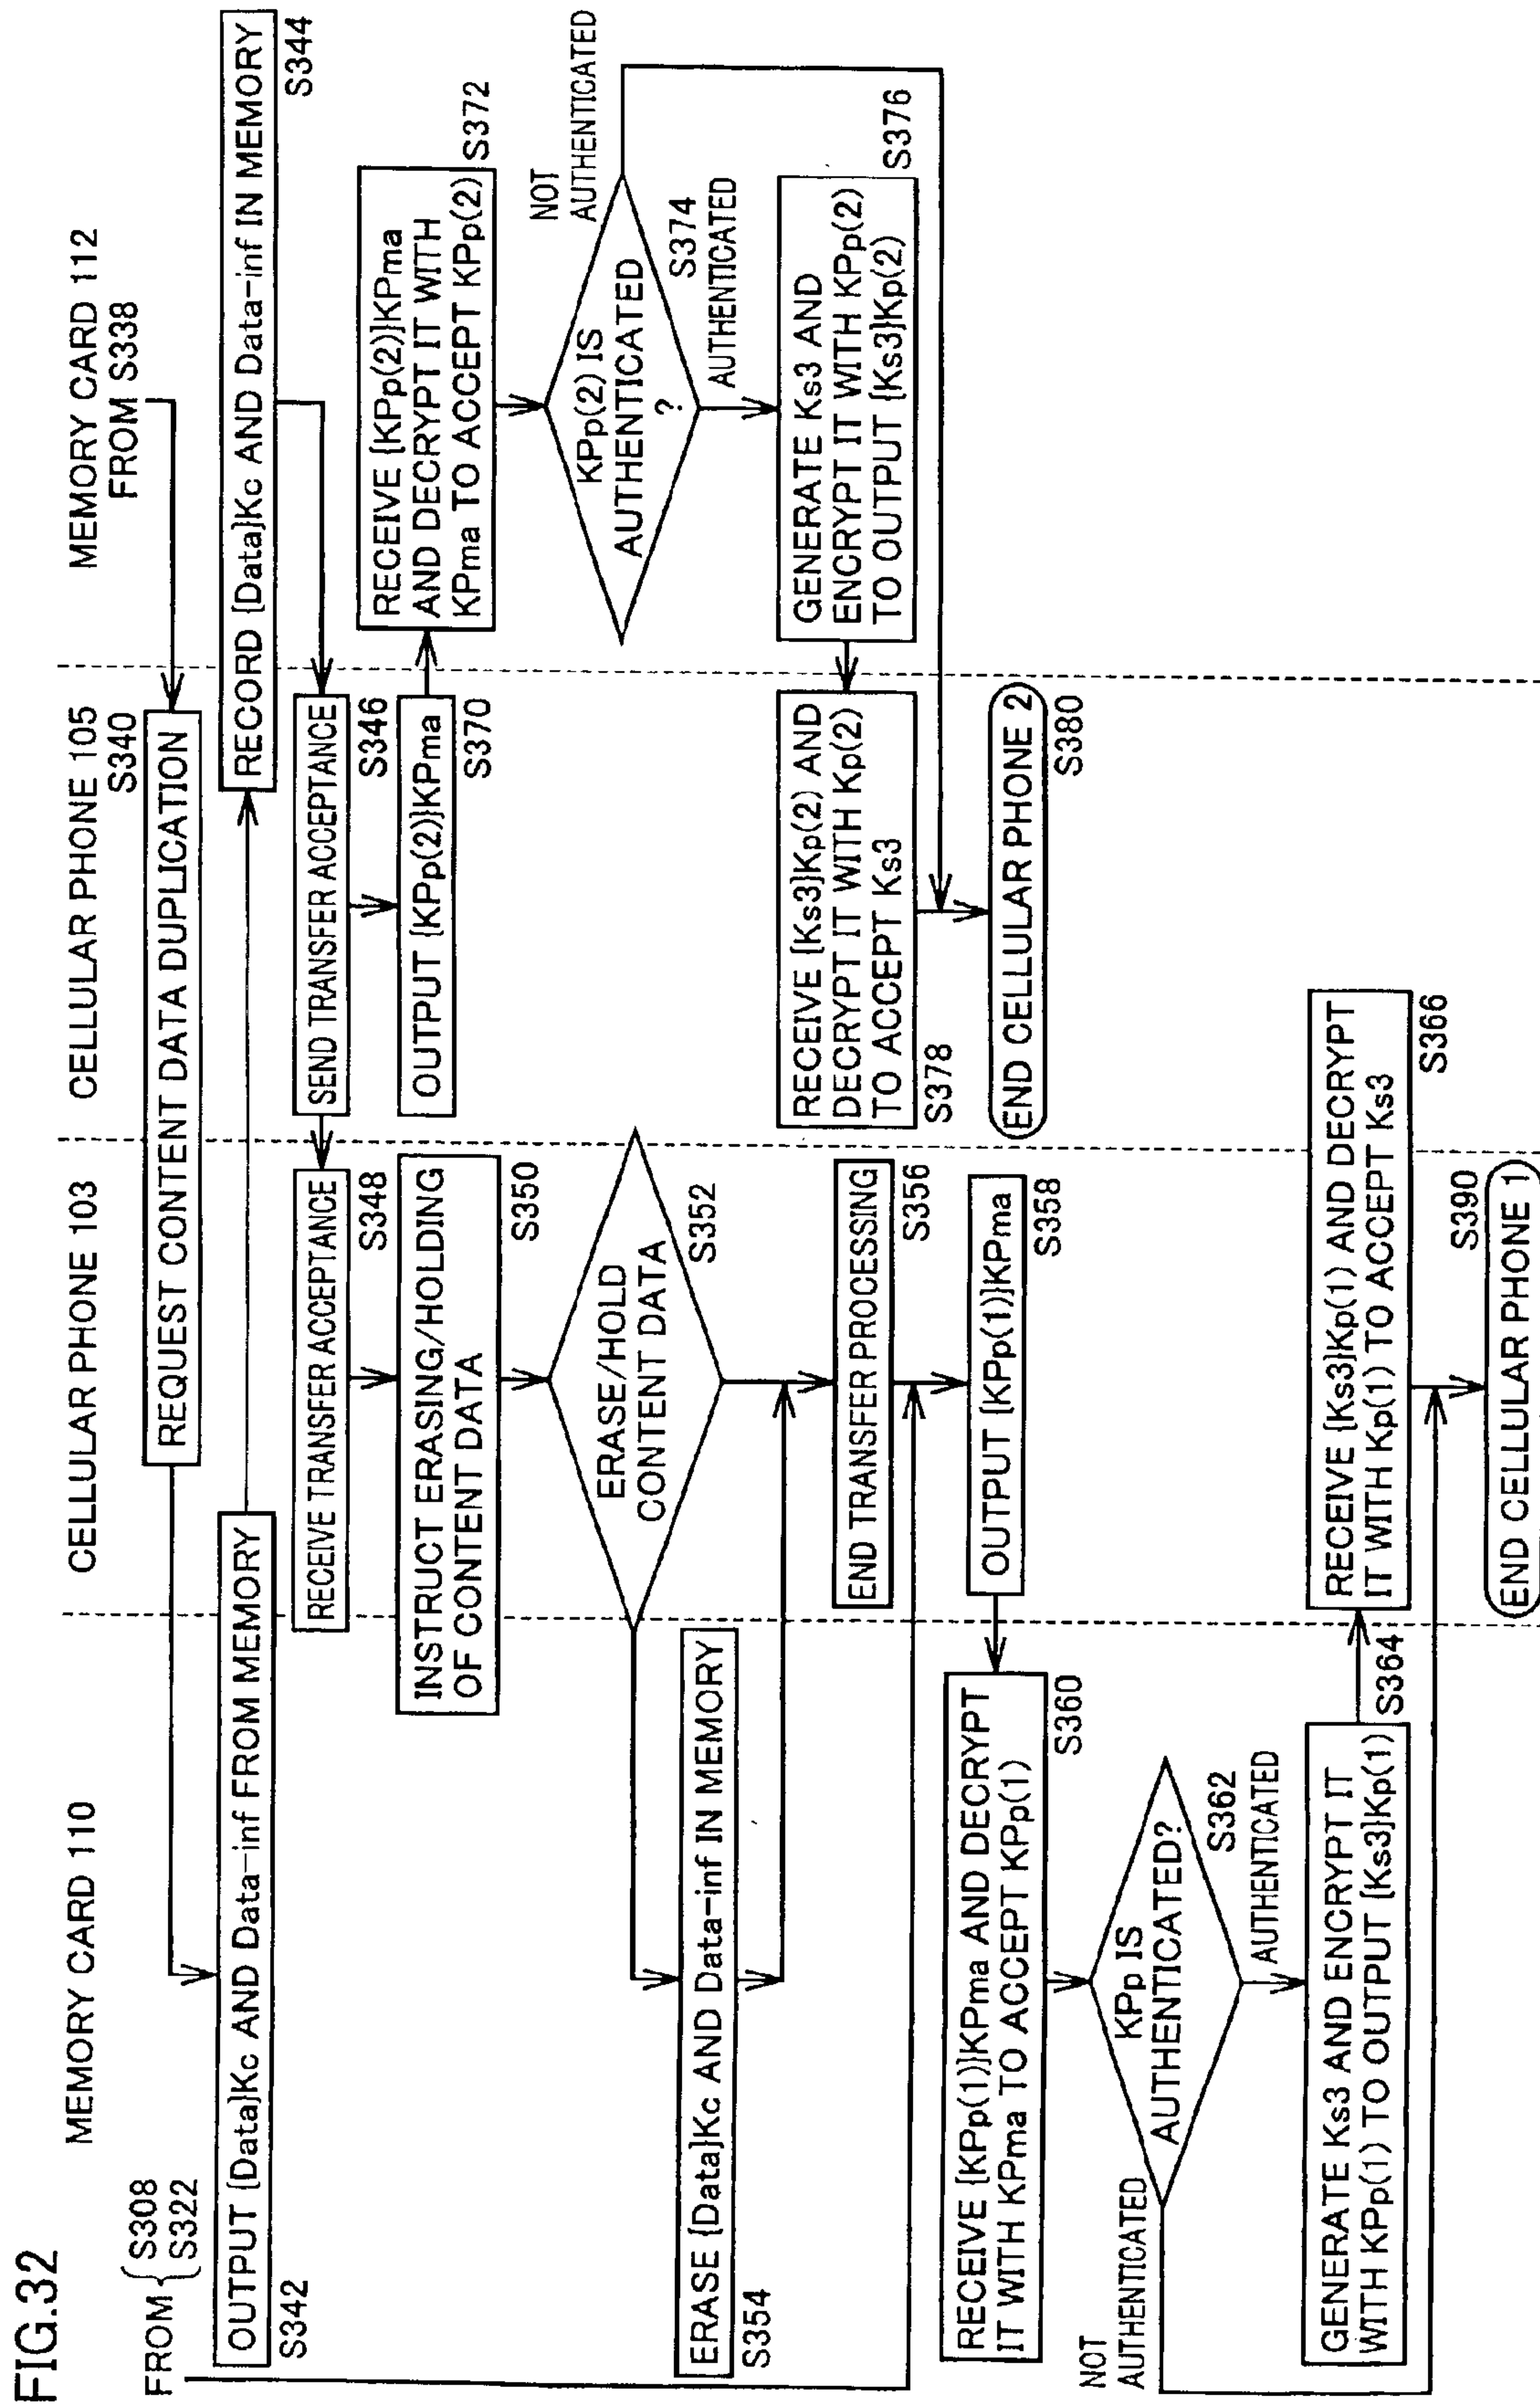 FIG.32
MEMORY CARD 110
CELLULAR PHONE 103
CELLULAR PHONE 105
MEMORY CARD 112
FROM { S308
S322
FROM S338
S340
REQUEST CONTENT DATA DUPLICATION
OUTPUT {Data}Kc AND Data-inf FROM MEMORY
S342
RECORD {Data}Kc AND Data-inf IN MEMORY
S344
SEND TRANSFER ACCEPTANCE
S346
RECEIVE TRANSFER ACCEPTANCE
S348
INSTRUCT ERASING/HOLDING
OF CONTENT DATA
S350
ERASE/HOLD
CONTENT DATA
S352
ERASE {Data}Kc AND Data-inf IN MEMORY
S354
END TRANSFER PROCESSING
S356
OUTPUT {KPp(1)}KPma
S358
RECEIVE {KPp(1)}KPma AND DECRYPT
IT WITH KPma TO ACCEPT KPp(1)
S360
KPp IS
AUTHENTICATED?
S362
NOT
AUTHENTICATED
AUTHENTICATED
GENERATE Ks3 AND ENCRYPT IT
WITH KPp(1) TO OUTPUT {Ks3}Kp(1)
S364
RECEIVE {Ks3}Kp(1) AND DECRYPT
IT WITH Kp(1) TO ACCEPT Ks3
S366
S390
END CELLULAR PHONE 1
OUTPUT {KPp(2)}KPma
S370
RECEIVE {KPp(2)}KPma
AND DECRYPT IT WITH
KPma TO ACCEPT KPp(2)
S372
KPp(2) IS
AUTHENTICATED
?
S374
NOT
AUTHENTICATED
AUTHENTICATED
GENERATE Ks3 AND
ENCRYPT IT WITH KPp(2)
TO OUTPUT {Ks3}Kp(2)
S376
RECEIVE {Ks3}Kp(2) AND
DECRYPT IT WITH Kp(2)
TO ACCEPT Ks3
S378
END CELLULAR PHONE 2
S380